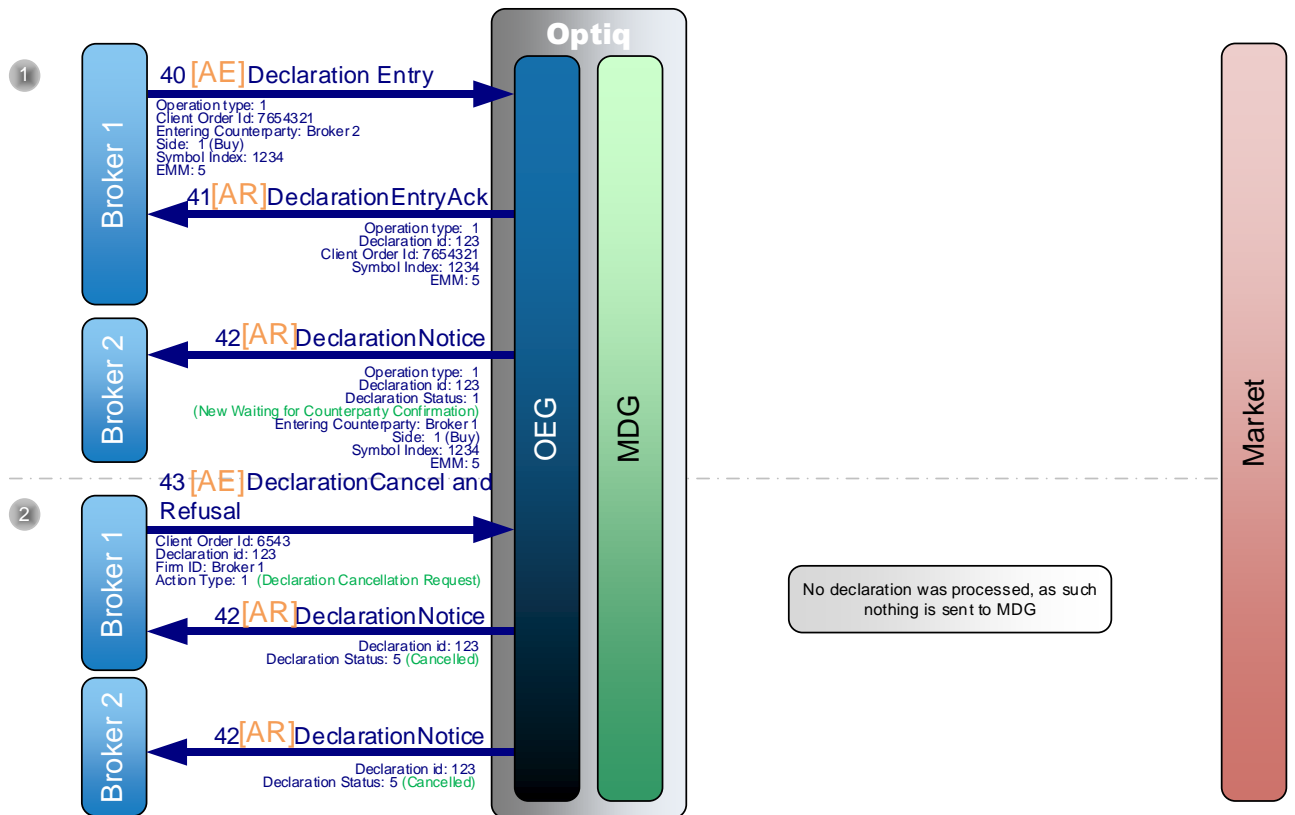 Optiq
1
Broker 1
40 [AE] Declaration Entry
Operation type: 1
Client Order Id: 7654321
Entering Counterparty: Broker 2
Side: 1 (Buy)
Symbol Index: 1234
EMM: 5
41 [AR] DeclarationEntryAck
Operation type: 1
Declaration id: 123
Client Order Id: 7654321
Symbol Index: 1234
EMM: 5
Broker 2
42 [AR] DeclarationNotice
Operation type: 1
Declaration id: 123
Declaration Status: 1
(New Waiting for Counterparty Confirmation)
Entering Counterparty: Broker 1
Side: 1 (Buy)
Symbol Index: 1234
EMM: 5
OEG
MDG
Market
2
Broker 1
43 [AE] DeclarationCancel and
Refusal
Client Order Id: 6543
Declaration id: 123
Firm ID: Broker 1
Action Type: 1 (Declaration Cancellation Request)
42 [AR] DeclarationNotice
Declaration id: 123
Declaration Status: 5 (Cancelled)
No declaration was processed, as such
nothing is sent to MDG
Broker 2
42 [AR] DeclarationNotice
Declaration id: 123
Declaration Status: 5 (Cancelled)